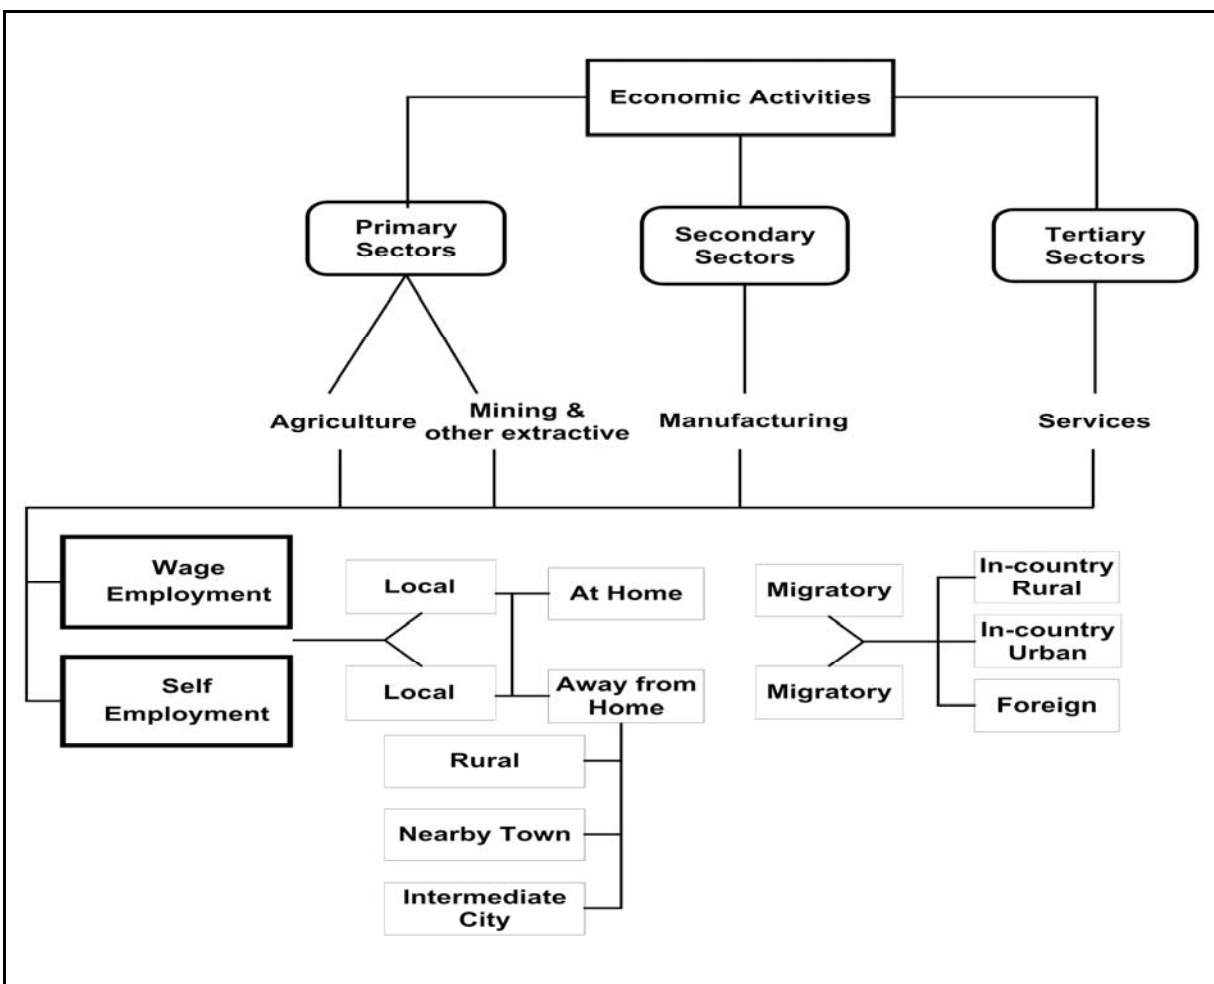 Economic Activities
Primary
Sectors
Secondary
Sectors
Tertiary
Sectors
Agriculture
Mining &
other extractive
Manufacturing
Services
Wage
Employment
Self
Employment
Local
Local
At Home
Away from
Home
Rural
Nearby Town
Intermediate
City
Migratory
Migratory
In-country
Rural
In-country
Urban
Foreign